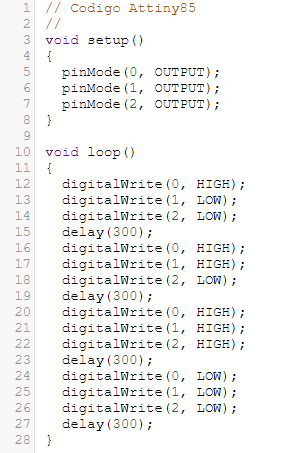 1 // Codigo Attiny85
2 //
3 void setup()
4 {
5   pinMode(0, OUTPUT);
6   pinMode(1, OUTPUT);
7   pinMode(2, OUTPUT);
8 }
9
10 void loop()
11 {
12   digitalWrite(0, HIGH);
13   digitalWrite(1, LOW);
14   digitalWrite(2, LOW);
15   delay(300);
16   digitalWrite(0, HIGH);
17   digitalWrite(1, HIGH);
18   digitalWrite(2, LOW);
19   delay(300);
20   digitalWrite(0, HIGH);
21   digitalWrite(1, HIGH);
22   digitalWrite(2, HIGH);
23   delay(300);
24   digitalWrite(0, LOW);
25   digitalWrite(1, LOW);
26   digitalWrite(2, LOW);
27   delay(300);
28 }